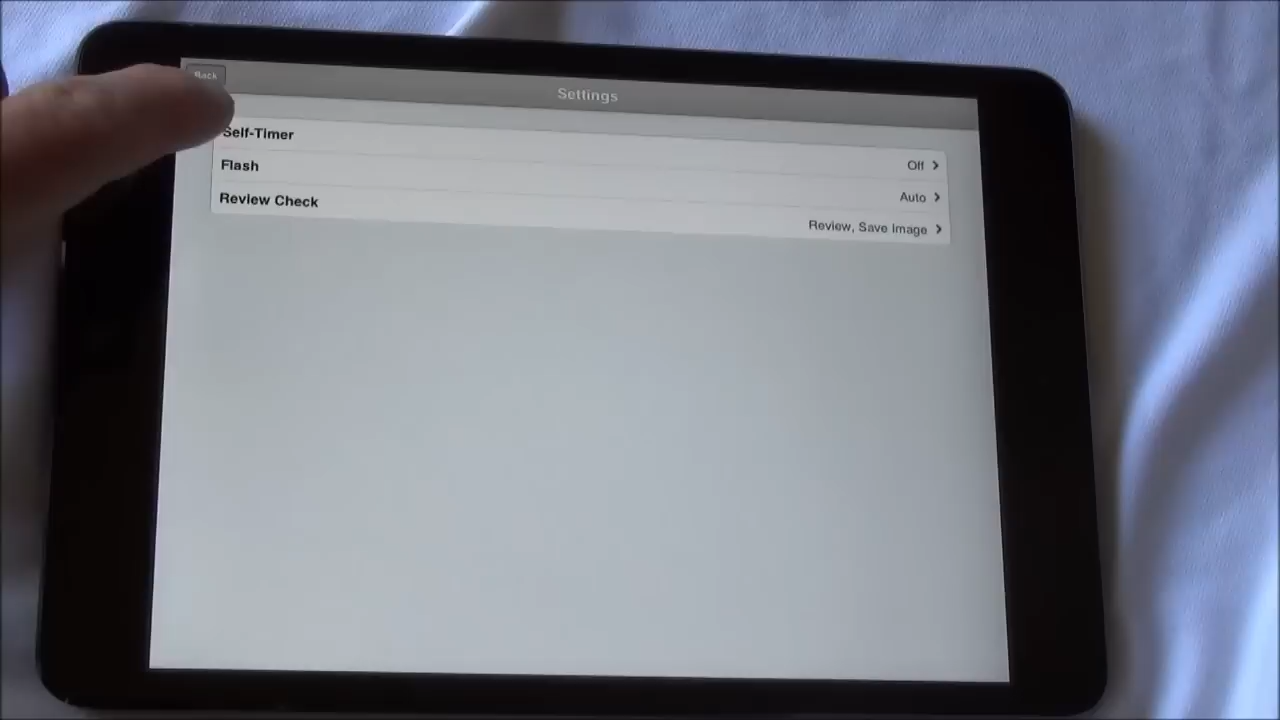 Back
Settings
Self-Timer
Off
Flash
Auto
Review Check
Review, Save Image